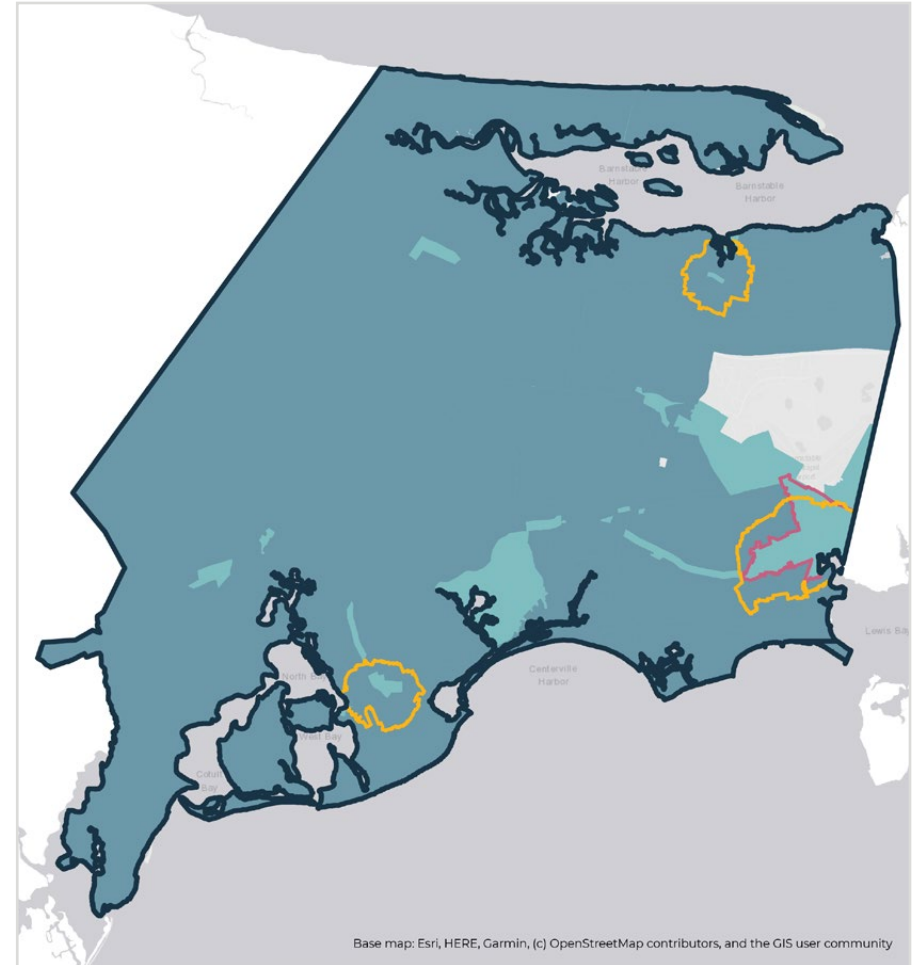 Barnstable
Harbor
Barnstable
Harbor
Lewis Bay
Centerville
Harbor
North Bay
West Bay
Cotuit
Bay
Base map: Esri, HERE, Garmin, (c) OpenStreetMap contributors, and the GIS user community